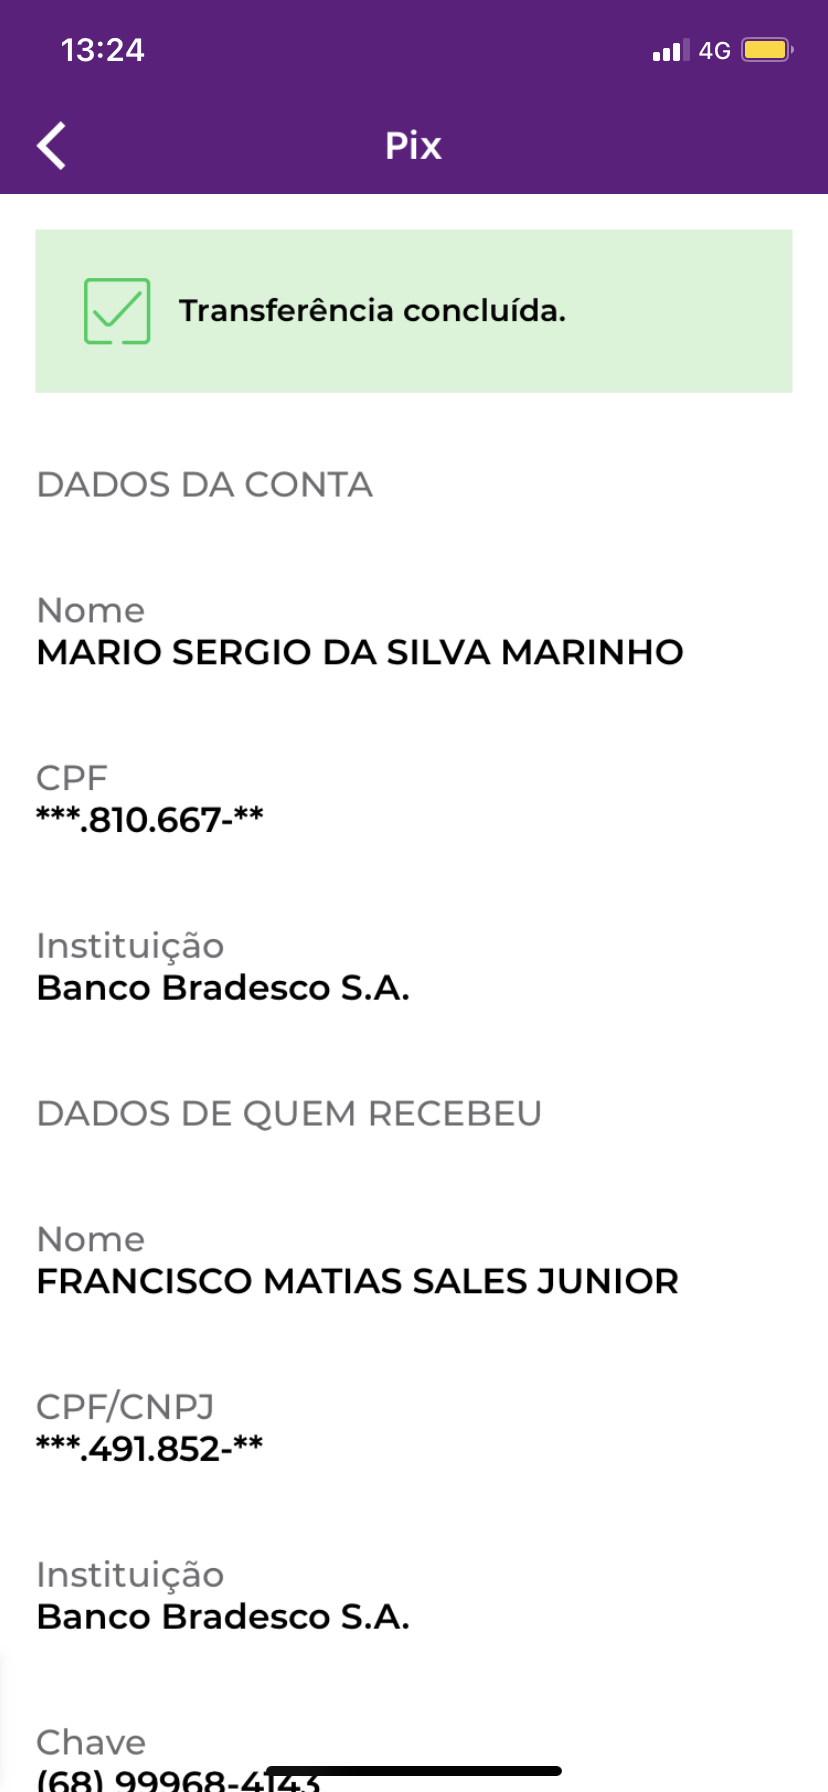 13:24
4G
Pix
Transferência concluída.
DADOS DA CONTA
Nome
MARIO SERGIO DA SILVA MARINHO
CPF
***.810.667-**
Instituição
Banco Bradesco S.A.
DADOS DE QUEM RECEBEU
Nome
FRANCISCO MATIAS SALES JUNIOR
CPF/CNPJ
***.491.852-**
Instituição
Banco Bradesco S.A.
Chave
(68) 99968-4143